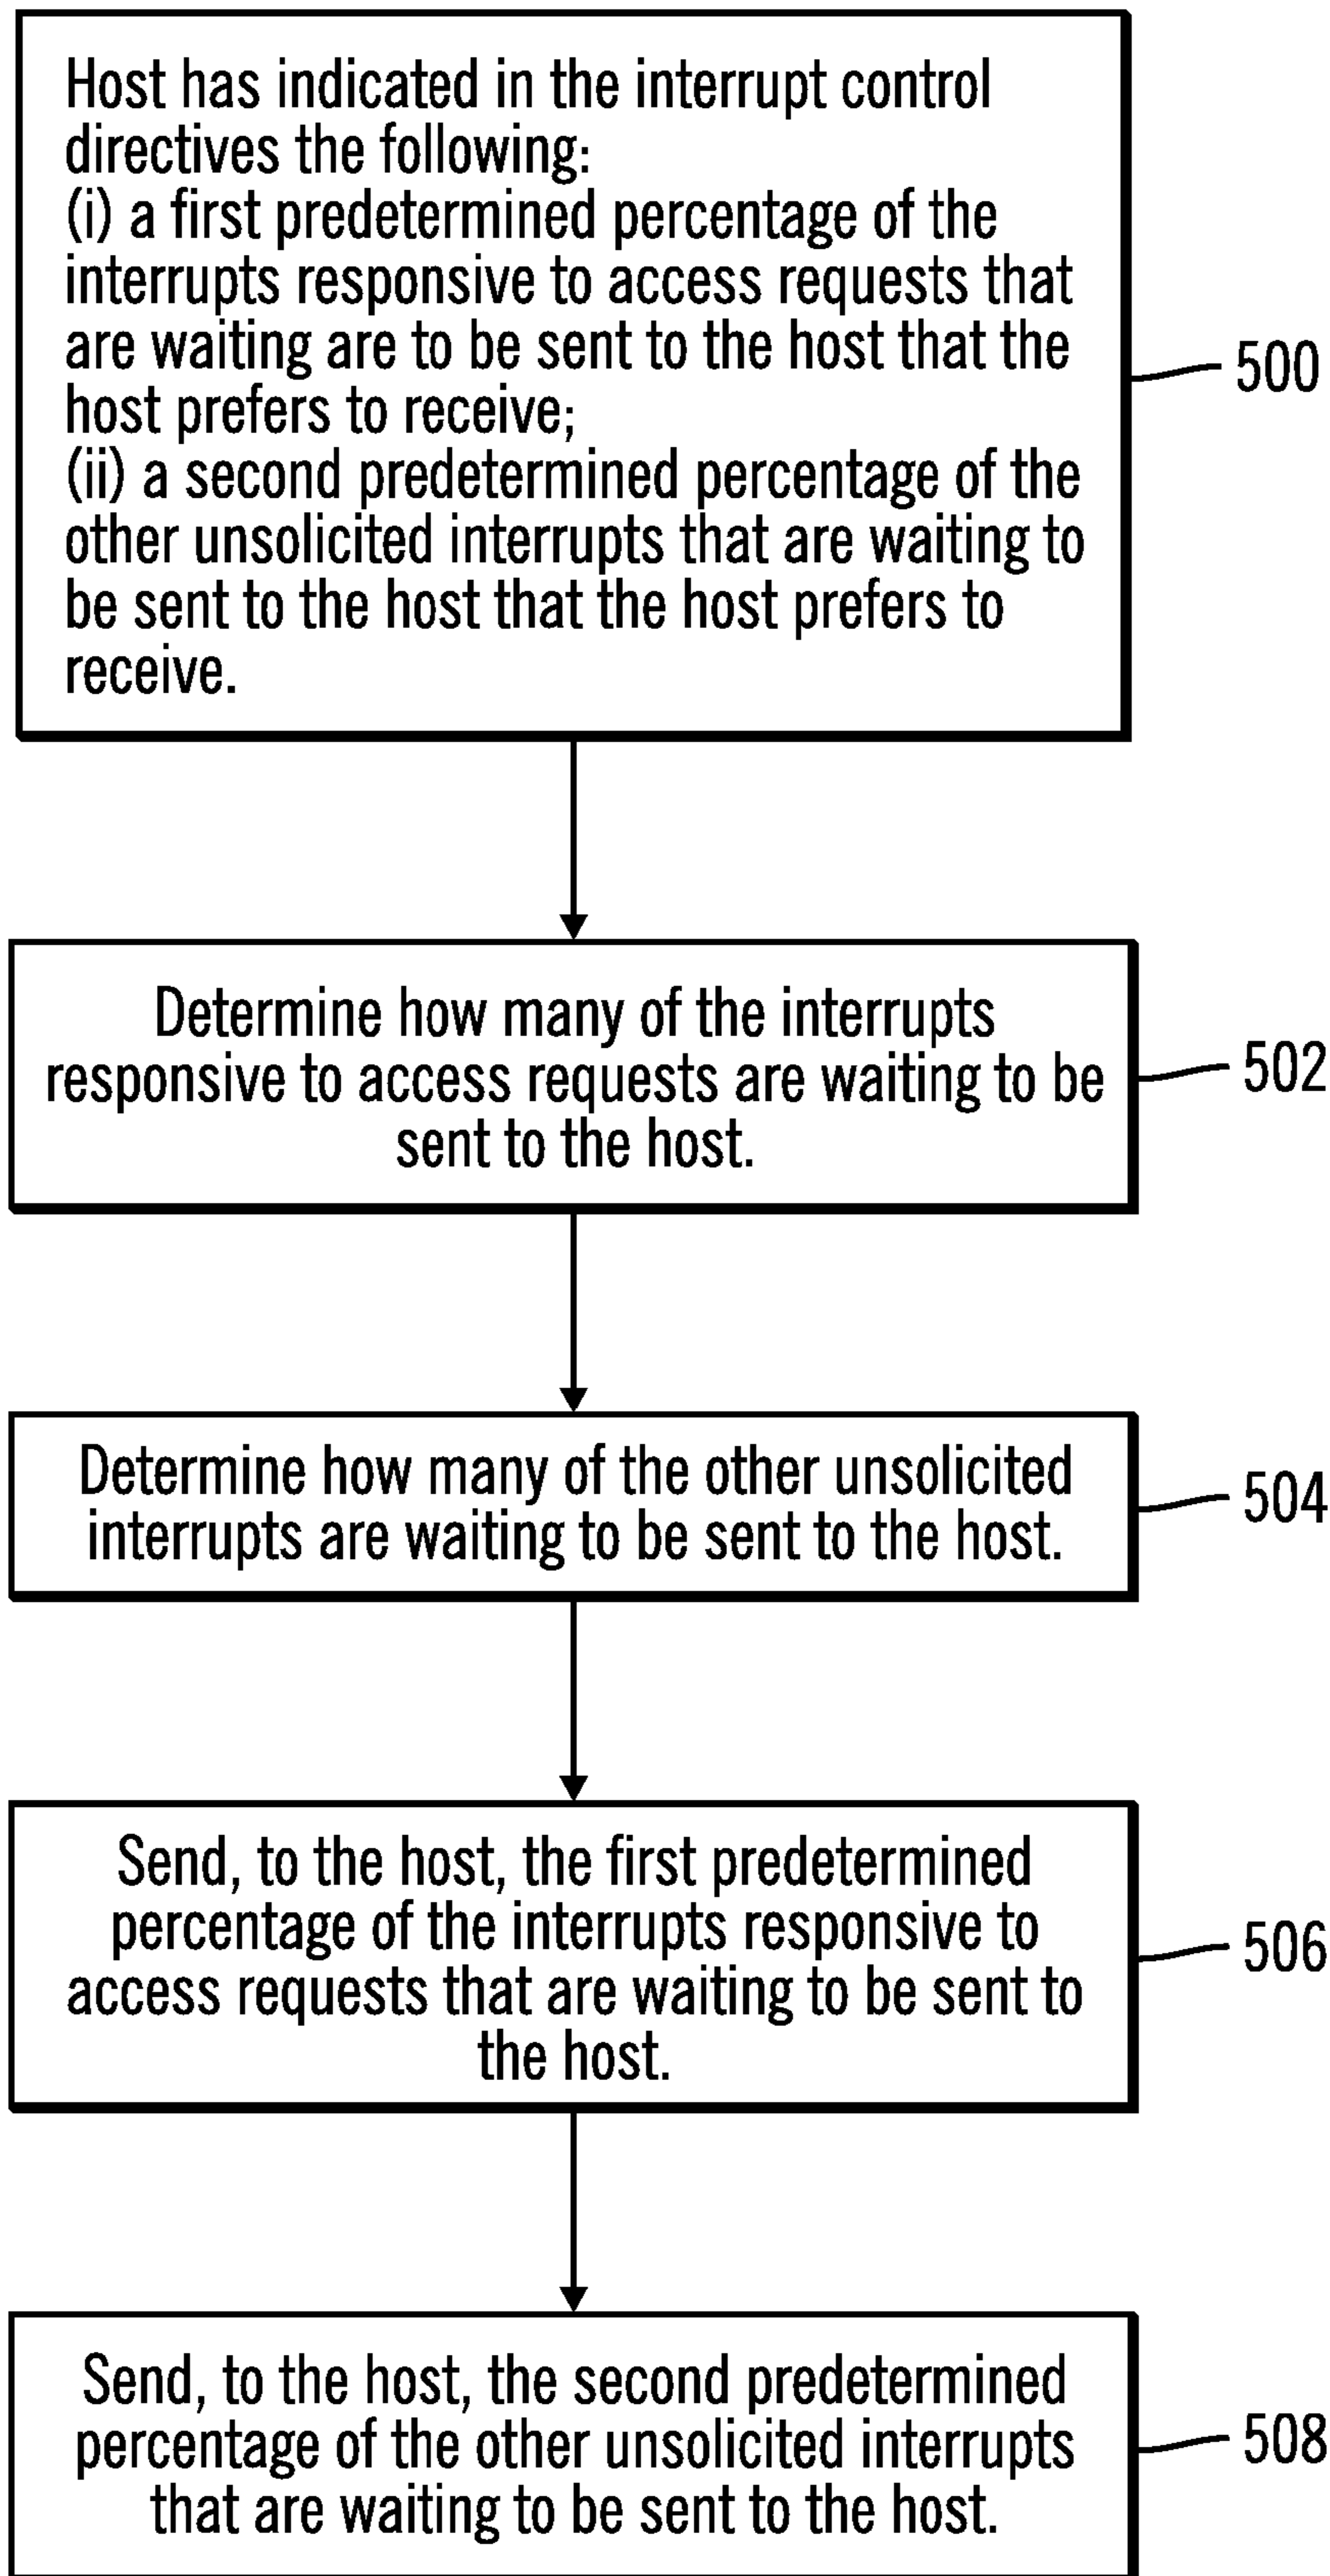 Host has indicated in the interrupt control
directives the following:
(i) a first predetermined percentage of the
interrupts responsive to access requests that
are waiting are to be sent to the host that the
host prefers to receive;
(ii) a second predetermined percentage of the
other unsolicited interrupts that are waiting to
be sent to the host that the host prefers to
receive.
500
Determine how many of the interrupts
responsive to access requests are waiting to be
sent to the host.
502
Determine how many of the other unsolicited
interrupts are waiting to be sent to the host.
504
Send, to the host, the first predetermined
percentage of the interrupts responsive to
access requests that are waiting to be sent to
the host.
506
Send, to the host, the second predetermined
percentage of the other unsolicited interrupts
that are waiting to be sent to the host.
508